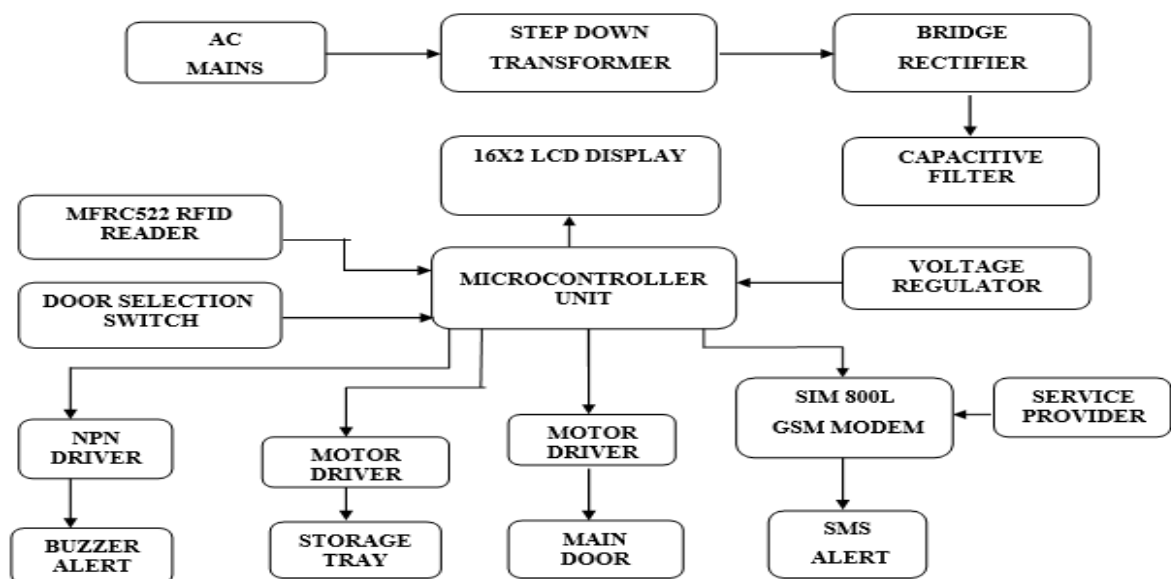 AC
MAINS
STEP DOWN
TRANSFORMER
BRIDGE
RECTIFIER
16X2 LCD DISPLAY
CAPACITIVE
FILTER
MFRC522 RFID
READER
MICROCONTROLLER
UNIT
VOLTAGE
REGULATOR
DOOR SELECTION
SWITCH
NPN
DRIVER
MOTOR
DRIVER
MOTOR
DRIVER
SIM 800L
GSM MODEM
SERVICE
PROVIDER
BUZZER
ALERT
STORAGE
TRAY
MAIN
DOOR
SMS
ALERT